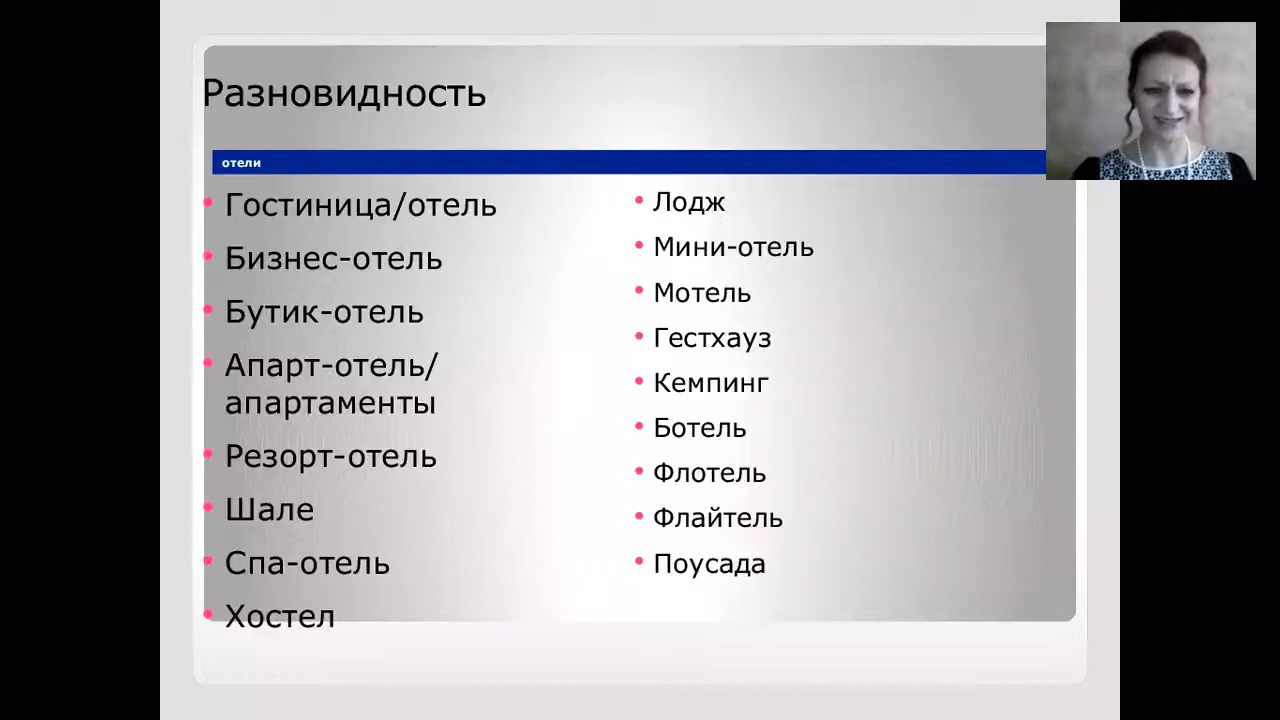 Разновидность
отели
Гостиница/отель
Бизнес-отель
Бутик-отель
Апарт-отель/
апартаменты
Резорт-отель
Шале
Спа-отель
Хостел
Лодж
Мини-отель
Мотель
Гестхауз
Кемпинг
Ботель
Флотель
Флайтель
Поусада